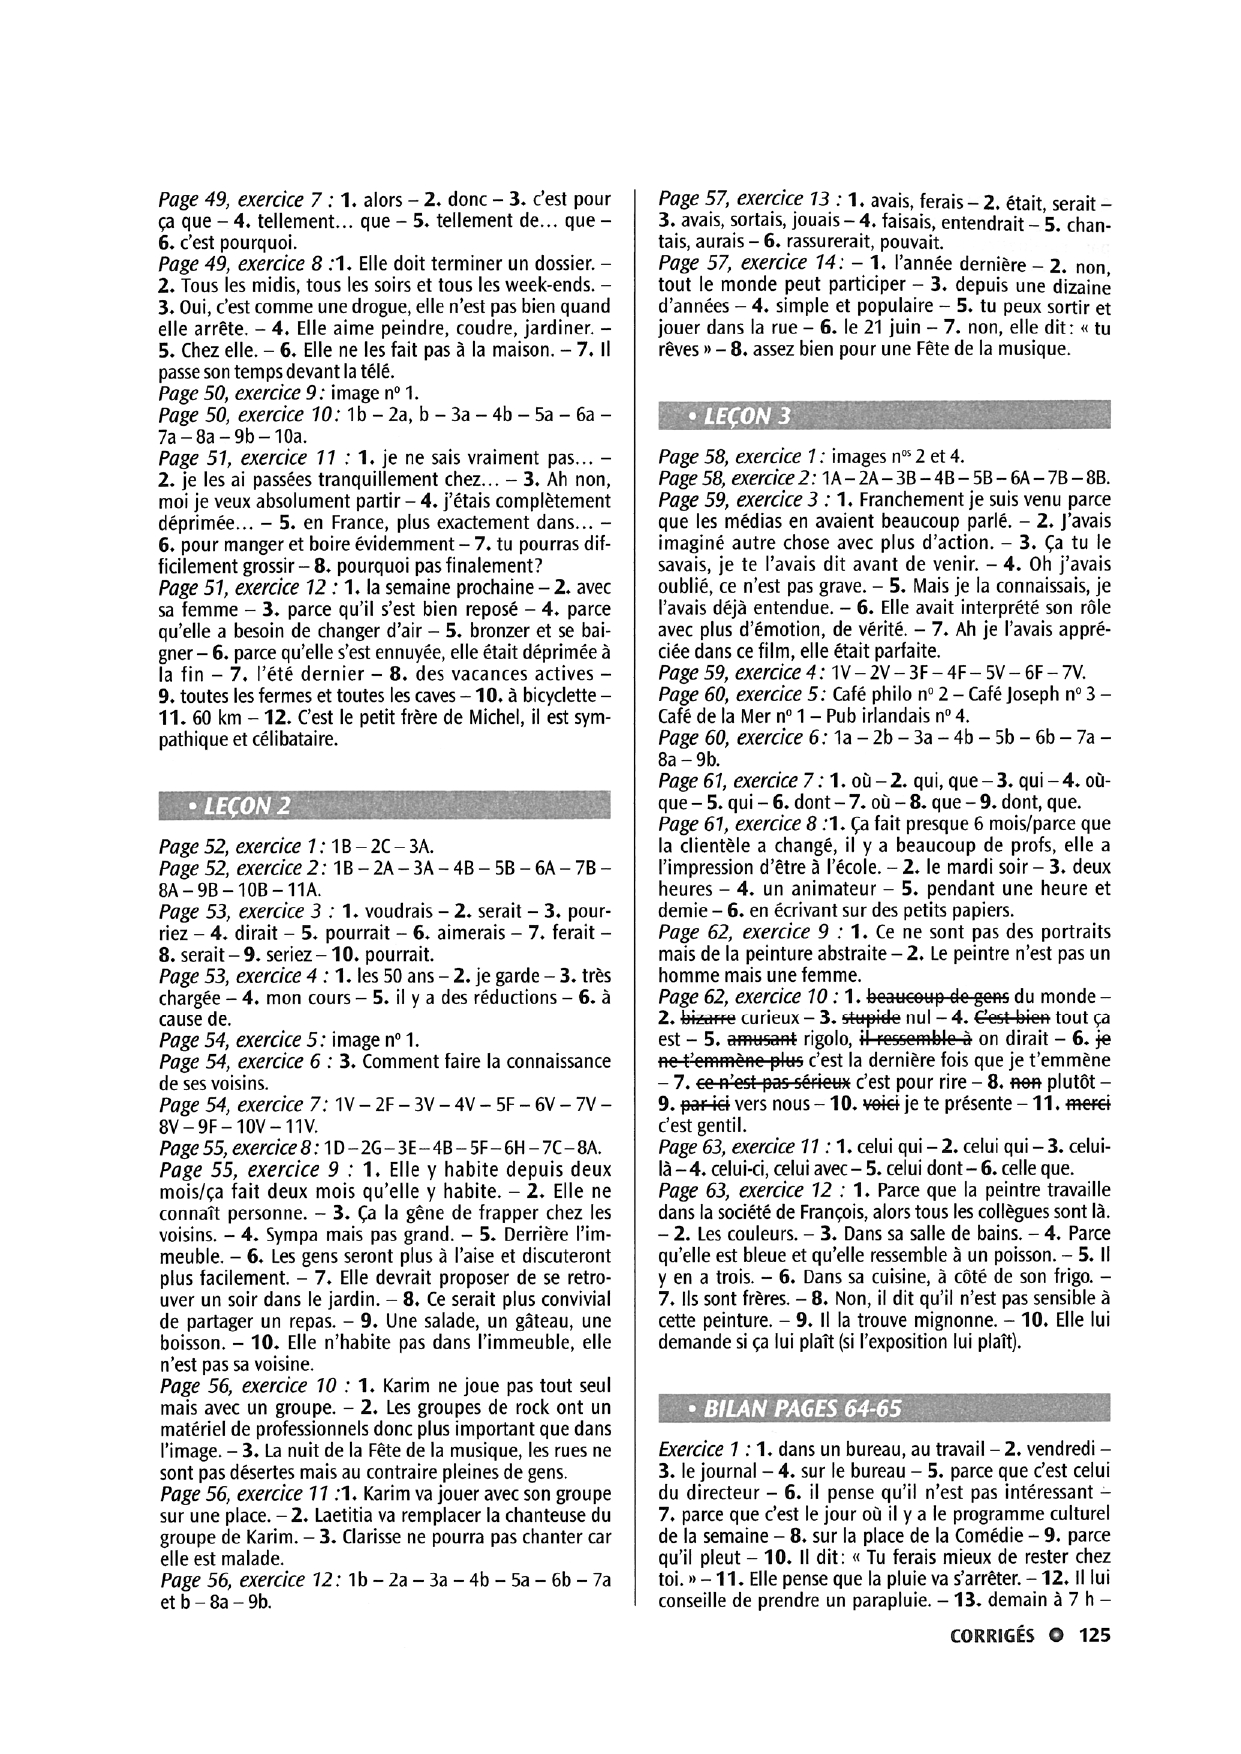 Page 49, exercice 7 : 1. alors – 2. donc – 3. c'est pour
ça que – 4. tellement... que – 5. tellement de... que –
6. c'est pourquoi.
Page 49, exercice 8 :1. Elle doit terminer un dossier. –
2. Tous les midis, tous les soirs et tous les week-ends. –
3. Oui, c'est comme une drogue, elle n'est pas bien quand
elle arrête. – 4. Elle aime peindre, coudre, jardiner. –
5. Chez elle. – 6. Elle ne les fait pas à la maison. – 7. Il
passe son temps devant la télé.
Page 50, exercice 9 : image nº 1.
Page 50, exercice 10 : 1b – 2a, b – 3a – 4b – 5a – 6a –
7a – 8a – 9b – 10a.
Page 51, exercice 11 : 1. je ne sais vraiment pas... –
2. je les ai passées tranquillement chez... – 3. Ah non,
moi je veux absolument partir – 4. j'étais complètement
déprimée... – 5. en France, plus exactement dans... –
6. pour manger et boire évidemment – 7. tu pourras dif-
ficilement grossir – 8. pourquoi pas finalement?
Page 51, exercice 12 : 1. la semaine prochaine – 2. avec
sa femme – 3. parce qu'il s'est bien reposé – 4. parce
qu'elle a besoin de changer d'air – 5. bronzer et se bai-
gner – 6. parce qu'elle s'est ennuyée, elle était déprimée à
la fin – 7. l'été dernier – 8. des vacances actives –
9. toutes les fermes et toutes les caves – 10. à bicyclette –
11. 60 km – 12. C'est le petit frère de Michel, il est sym-
pathique et célibataire.
• LEÇON 2
Page 52, exercice 1 : 1B – 2C – 3A.
Page 52, exercice 2 : 1B – 2A – 3A – 4B – 5B – 6A – 7B –
8A – 9B – 10B – 11A.
Page 53, exercice 3 : 1. voudrais – 2. serait – 3. pour-
riez – 4. dirait – 5. pourrait – 6. aimerais – 7. ferait –
8. serait – 9. seriez – 10. pourrait.
Page 53, exercice 4 : 1. les 50 ans – 2. je garde – 3. très
chargée – 4. mon cours – 5. il y a des réductions – 6. à
cause de.
Page 54, exercice 5 : image nº 1.
Page 54, exercice 6 : 3. Comment faire la connaissance
de ses voisins.
Page 54, exercice 7 : 1V – 2F – 3V – 4V – 5F – 6V – 7V –
8V – 9F – 10V – 11V.
Page 55, exercice 8 : 1D – 2G – 3E – 4B – 5F – 6H – 7C – 8A.
Page 55, exercice 9 : 1. Elle y habite depuis deux
mois/ça fait deux mois qu'elle y habite. – 2. Elle ne
connaît personne. – 3. Ça la gêne de frapper chez les
voisins. – 4. Sympa mais pas grand. – 5. Derrière l'im-
meuble. – 6. Les gens seront plus à l'aise et discuteront
plus facilement. – 7. Elle devrait proposer de se retro-
uver un soir dans le jardin. – 8. Ce serait plus convivial
de partager un repas. – 9. Une salade, un gâteau, une
boisson. – 10. Elle n'habite pas dans l'immeuble, elle
n'est pas sa voisine.
Page 56, exercice 10 : 1. Karim ne joue pas tout seul
mais avec un groupe. – 2. Les groupes de rock ont un
matériel de professionnels donc plus important que dans
l'image. – 3. La nuit de la Fête de la musique, les rues ne
sont pas désertes mais au contraire pleines de gens.
Page 56, exercice 11 :1. Karim va jouer avec son groupe
sur une place. – 2. Laetitia va remplacer la chanteuse du
groupe de Karim. – 3. Clarisse ne pourra pas chanter car
elle est malade.
Page 56, exercice 12 : 1b – 2a – 3a – 4b – 5a – 6b – 7a
et b – 8a – 9b.
Page 57, exercice 13 : 1. avais, ferais – 2. était, serait –
3. avais, sortais, jouais – 4. faisais, entendrait – 5. chan-
tais, aurais – 6. rassurerait, pouvait.
Page 57, exercice 14 : – 1. l'année dernière – 2. non,
tout le monde peut participer – 3. depuis une dizaine
d'années – 4. simple et populaire – 5. tu peux sortir et
jouer dans la rue – 6. le 21 juin – 7. non, elle dit : « tu
rêves » – 8. assez bien pour une Fête de la musique.
• LEÇON 3
Page 58, exercice 1 : images nos 2 et 4.
Page 58, exercice 2 : 1A – 2A – 3B – 4B – 5B – 6A – 7B – 8B.
Page 59, exercice 3 : 1. Franchement je suis venu parce
que les médias en avaient beaucoup parlé. – 2. J'avais
imaginé autre chose avec plus d'action. – 3. Ça tu le
savais, je te l'avais dit avant de venir. – 4. Oh j'avais
oublié, ce n'est pas grave. – 5. Mais je la connaissais, je
l'avais déjà entendue. – 6. Elle avait interprété son rôle
avec plus d'émotion, de vérité. – 7. Ah je l'avais appré-
ciée dans ce film, elle était parfaite.
Page 59, exercice 4 : 1V – 2V – 3F – 4F – 5V – 6F – 7V.
Page 60, exercice 5 : Café philo nº 2 – Café Joseph nº 3 –
Café de la Mer nº 1 – Pub irlandais nº 4.
Page 60, exercice 6 : 1a – 2b – 3a – 4b – 5b – 6b – 7a –
8a – 9b.
Page 61, exercice 7 : 1. où – 2. qui, que – 3. qui – 4. où-
que – 5. qui – 6. dont – 7. où – 8. que – 9. dont, que.
Page 61, exercice 8 :1. Ça fait presque 6 mois/parce que
la clientèle a changé, il y a beaucoup de profs, elle a
l'impression d'être à l'école. – 2. le mardi soir – 3. deux
heures – 4. un animateur – 5. pendant une heure et
demie – 6. en écrivant sur des petits papiers.
Page 62, exercice 9 : 1. Ce ne sont pas des portraits
mais de la peinture abstraite – 2. Le peintre n'est pas un
homme mais une femme.
Page 62, exercice 10 : 1. beaucoup de gens du monde –
2. bizarre curieux – 3. stupide nul – 4. C'est bien tout ça
est – 5. amusant rigolo, il ressemble à on dirait – 6. je
ne t'emmène plus c'est la dernière fois que je t'emmène
– 7. ce n'est pas sérieux c'est pour rire – 8. non plutôt –
9. par ici vers nous – 10. voici je te présente – 11. merci
c'est gentil.
Page 63, exercice 11 : 1. celui qui – 2. celui qui – 3. celui-
là – 4. celui-ci, celui avec – 5. celui dont – 6. celle que.
Page 63, exercice 12 : 1. Parce que la peintre travaille
dans la société de François, alors tous les collègues sont là.
– 2. Les couleurs. – 3. Dans sa salle de bains. – 4. Parce
qu'elle est bleue et qu'elle ressemble à un poisson. – 5. Il
y en a trois. – 6. Dans sa cuisine, à côté de son frigo. –
7. Ils sont frères. – 8. Non, il dit qu'il n'est pas sensible à
cette peinture. – 9. Il la trouve mignonne. – 10. Elle lui
demande si ça lui plaît (si l'exposition lui plaît).
• BILAN PAGES 64-65
Exercice 1 : 1. dans un bureau, au travail – 2. vendredi –
3. le journal – 4. sur le bureau – 5. parce que c'est celui
du directeur – 6. il pense qu'il n'est pas intéressant –
7. parce que c'est le jour où il y a le programme culturel
de la semaine – 8. sur la place de la Comédie – 9. parce
qu'il pleut – 10. Il dit : « Tu ferais mieux de rester chez
toi. » – 11. Elle pense que la pluie va s'arrêter. – 12. Il lui
conseille de prendre un parapluie. – 13. demain à 7 h –
CORRIGÉS 125